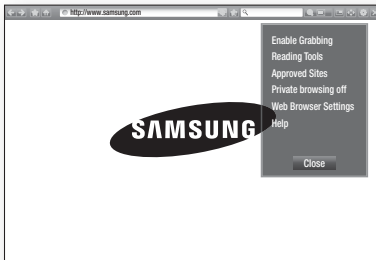 http://www.samsung.com
Enable Grabbing
Reading Tools
Approved Sites
Private browsing off
Web Browser Settings
Help
SAMSUNG
Close